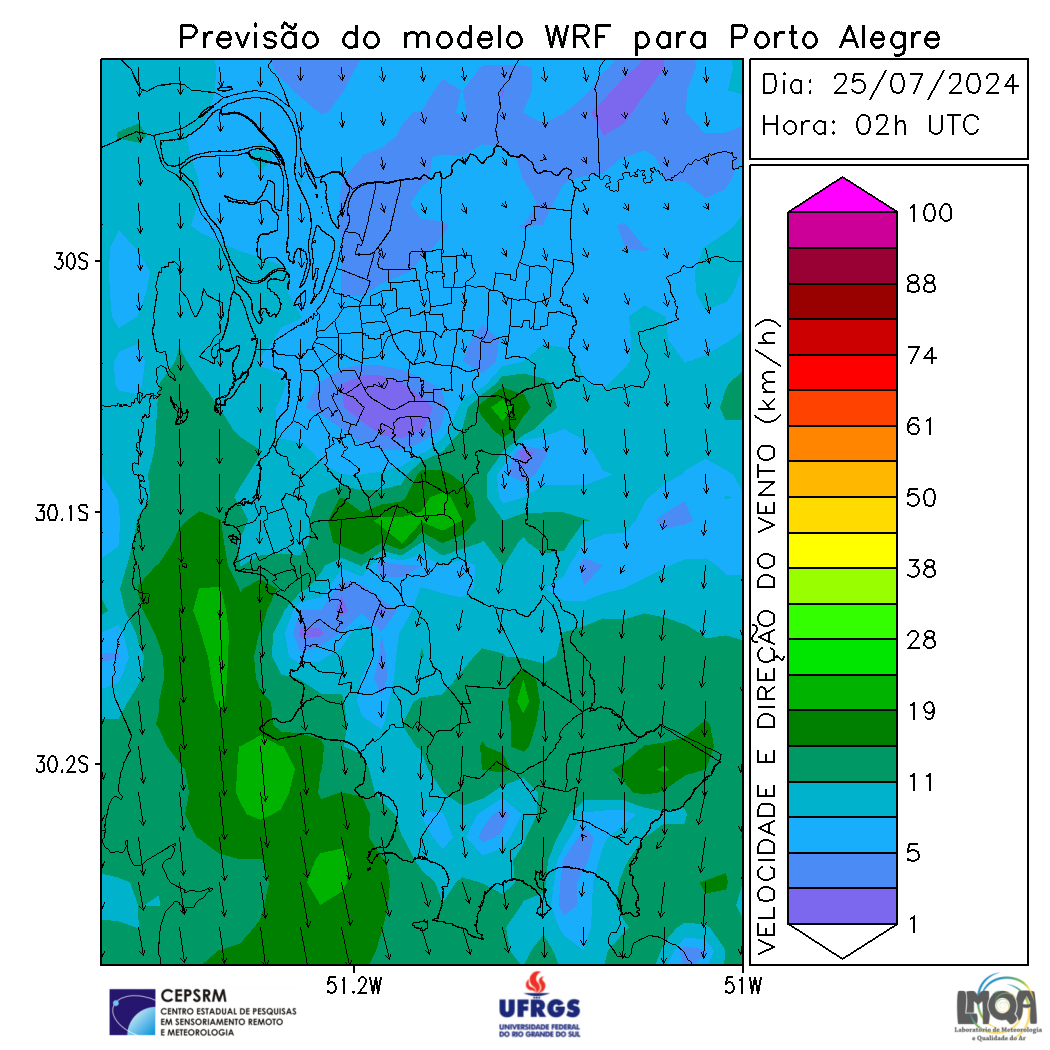 Previsão do modelo WRF para Porto Alegre
Dia: 25/07/2024
Hora: 02h UTC
30S
30.1S
30.2S
51.2W
51W
VELOCIDADE E DIREÇÃO DO VENTO (km/h)
100
88
74
61
50
38
28
19
11
5
1
CEPSRM
CENTRO ESTADUAL DE PESQUISAS
EM SENSORIAMENTO REMOTO
E METEOROLOGIA
UFRGS
UNIVERSIDADE FEDERAL
DO RIO GRANDE DO SUL
LMQA
Laboratório de Meteorologia
e Qualidade do Ar